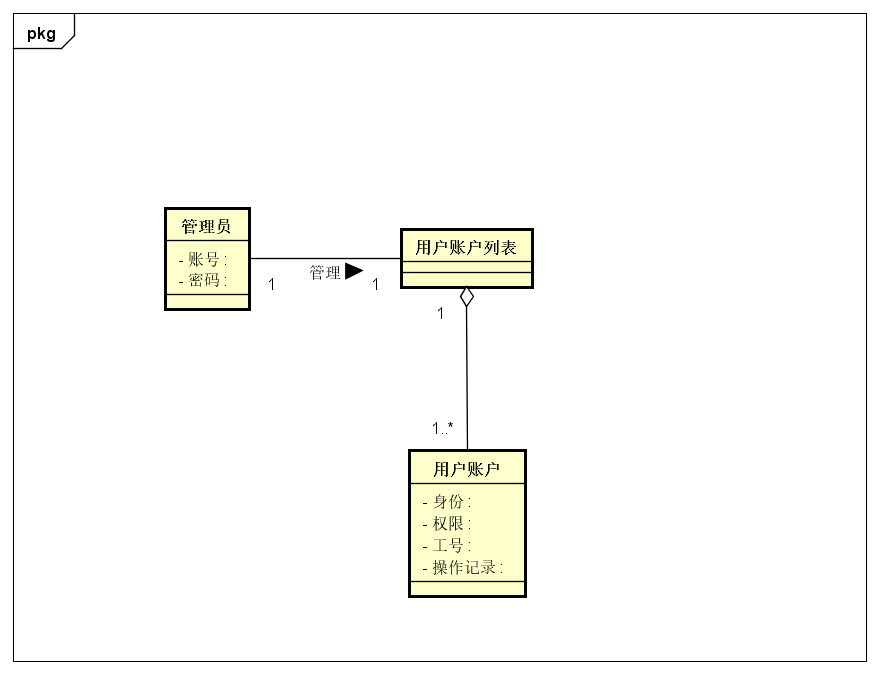 pkg
管理员
- 账号 :
- 密码 :
1
管理
1
用户账户列表
1
1..*
用户账户
- 身份 :
- 权限 :
- 工号 :
- 操作记录 :